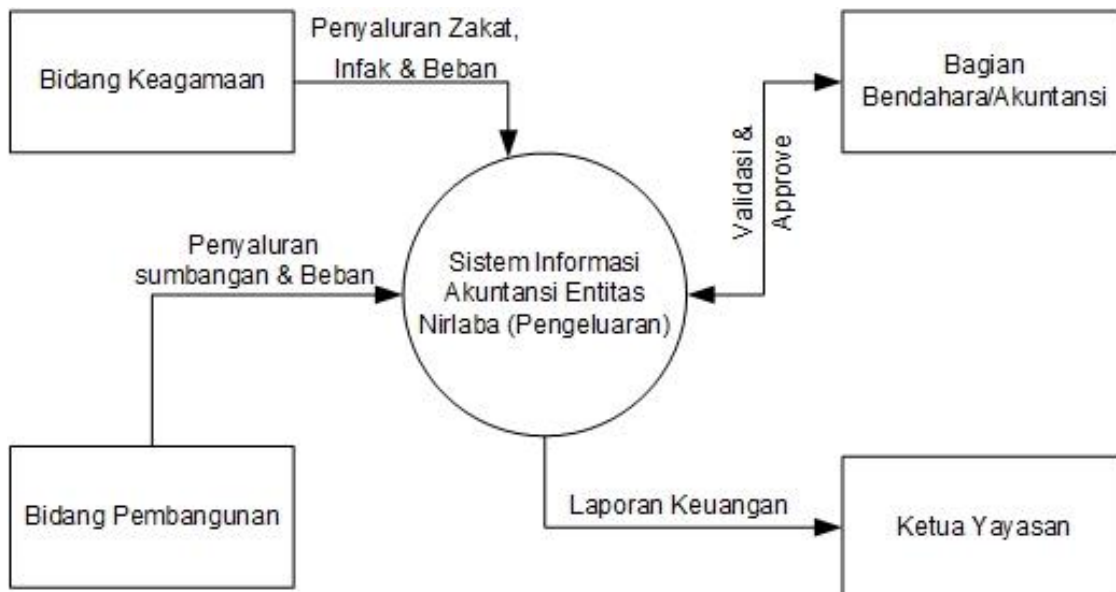 Bidang Keagamaan
Penyaluran Zakat,
Infak & Beban
Bagian
Bendahara/Akuntansi
Validasi &
Approve
Penyaluran
sumbangan & Beban
Sistem Informasi
Akuntansi Entitas
Nirlaba (Pengeluaran)
Bidang Pembangunan
Laporan Keuangan
Ketua Yayasan